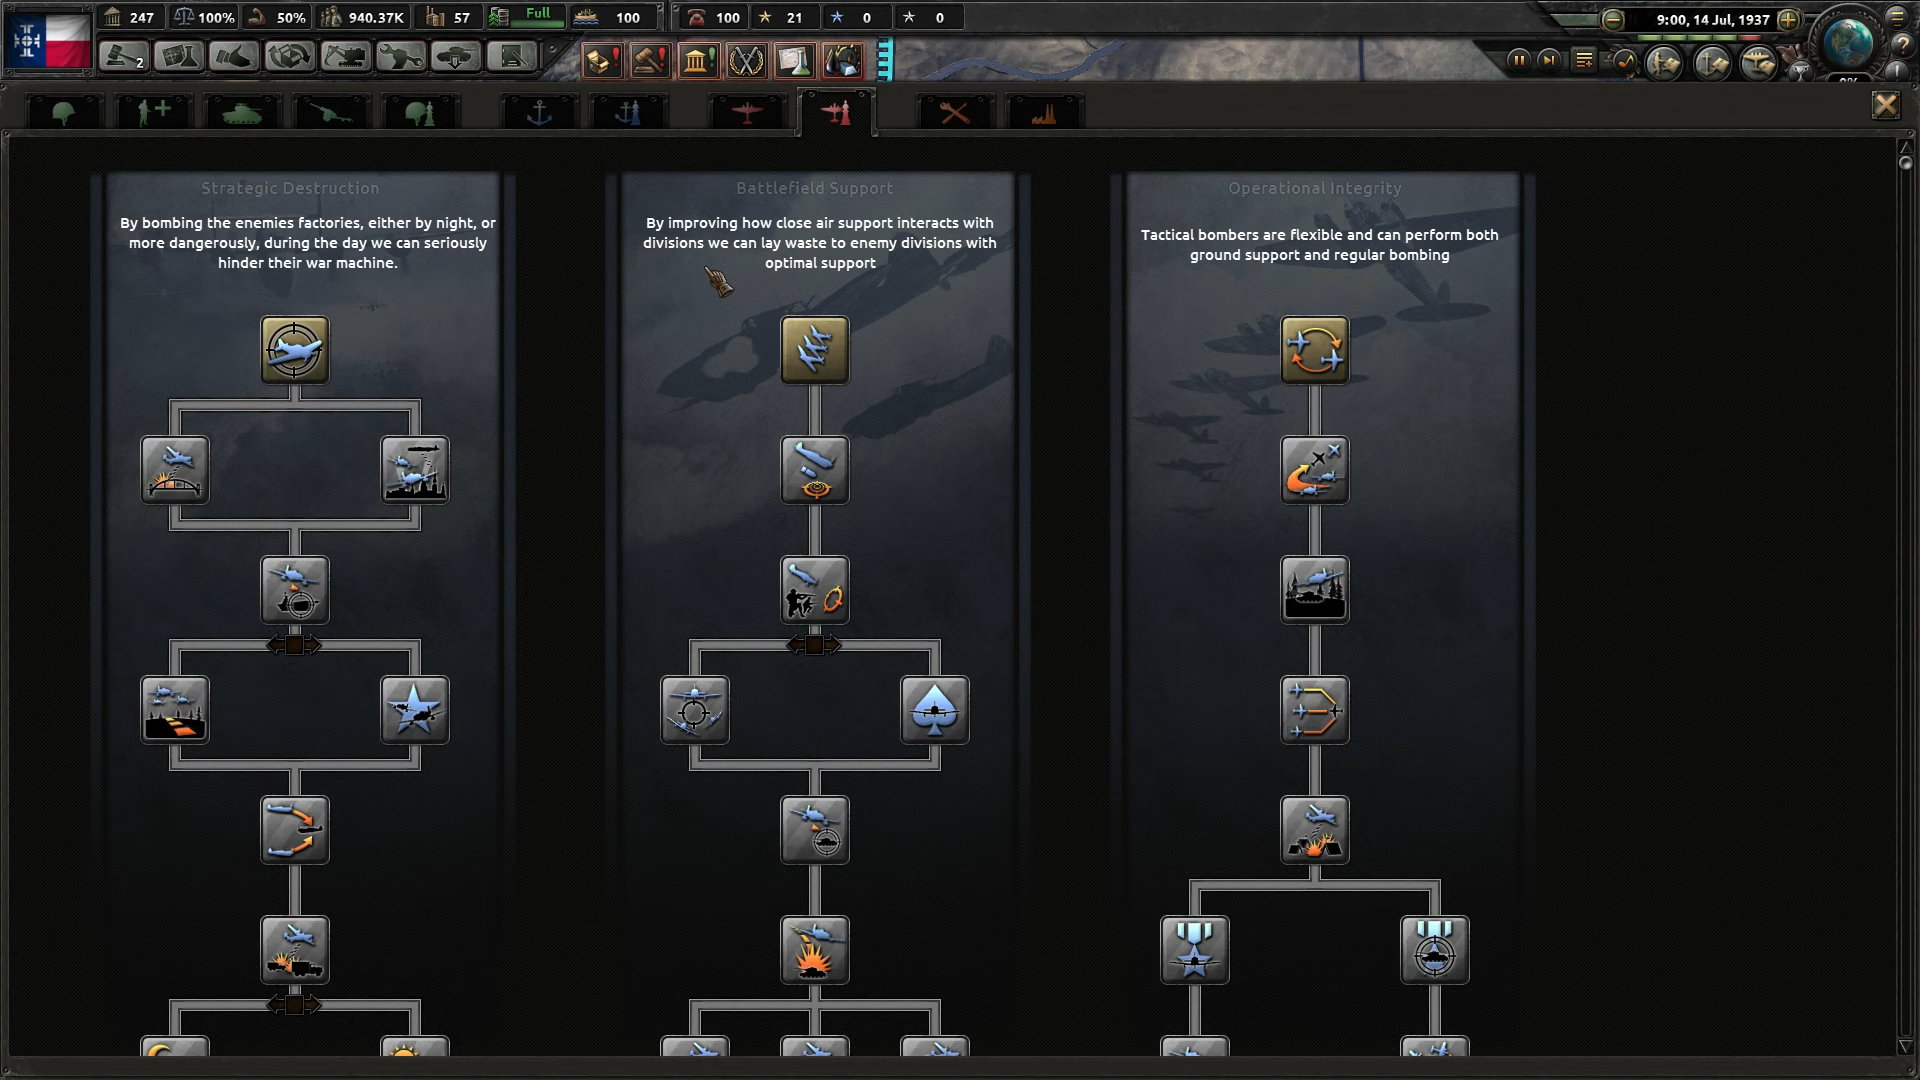 247 100% 50% 940.37K 57 Full 100 100 21 0 0
9:00, 14 Jul, 1937
2
Strategic Destruction
By bombing the enemies factories, either by night, or
more dangerously, during the day we can seriously
hinder their war machine.
Battlefield Support
By improving how close air support interacts with
divisions we can lay waste to enemy divisions with
optimal support
Operational Integrity
Tactical bombers are flexible and can perform both
ground support and regular bombing